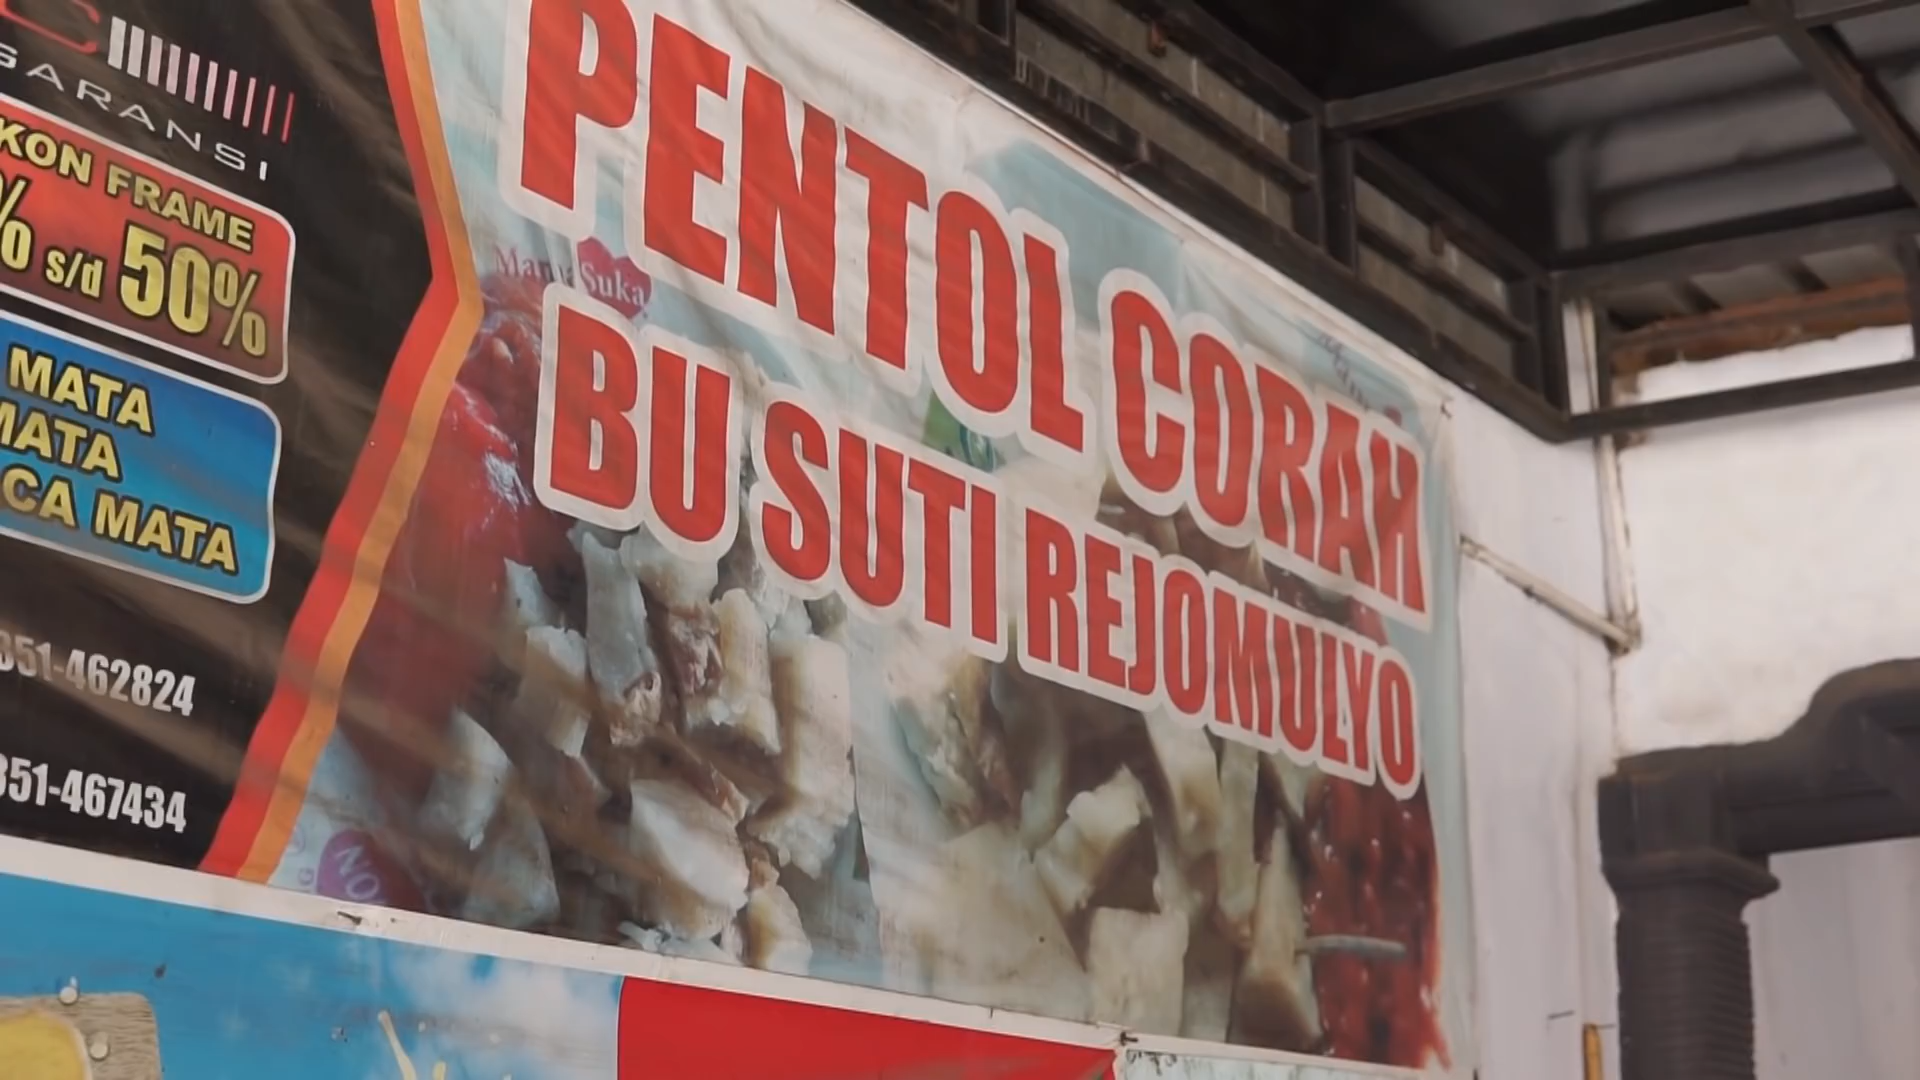 GARANSI
KON FRAME
% s/d 50%
MATA
MATA
CA MATA
351-462824
351-467434
PENTOL CORAH
BU SUTI REJOMULYO
Mama Suka
NO